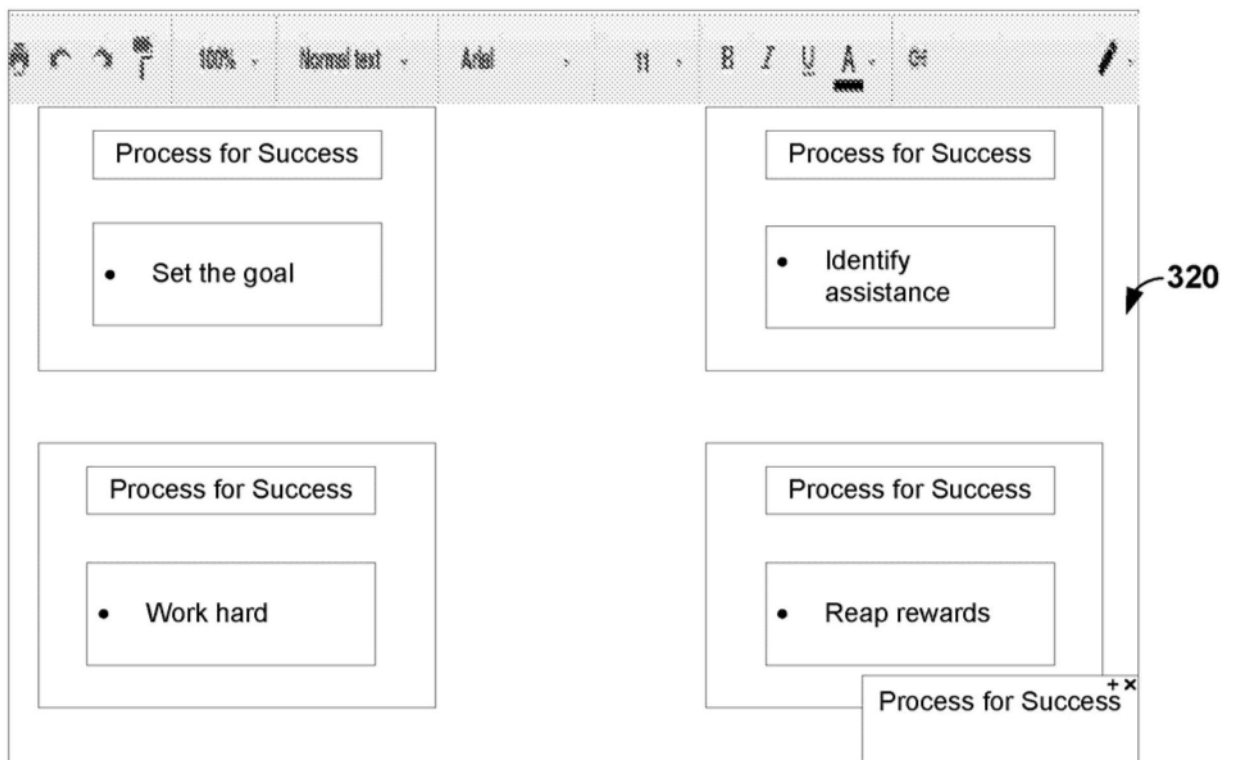 100% Normal text Arial 11 B I U A
Process for Success
Process for Success
• Set the goal
• Identify
assistance
320
Process for Success
Process for Success
• Work hard
• Reap rewards
+ ×
Process for Success